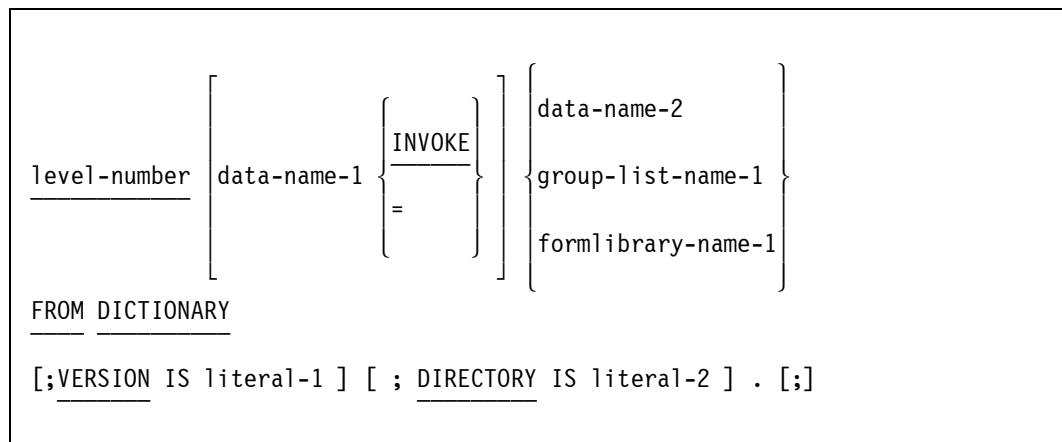 data-name-2
INVOKE
level-number data-name-1 group-list-name-1
=
formlibrary-name-1
FROM DICTIONARY
[;VERSION IS literal-1 ] [ ; DIRECTORY IS literal-2 ] . [;]